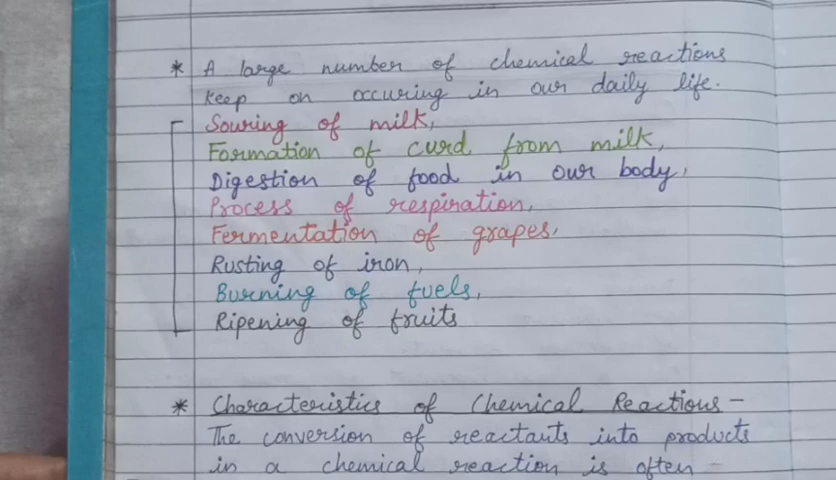 * A large number of chemical reactions
keep on occuring in our daily life.
Souring of milk,
Formation of curd from milk,
Digestion of food in our body,
Process of respiration,
Fermentation of grapes,
Rusting of iron,
Burning of fuels,
Ripening of fruits
* Characteristics of Chemical Reactions -
The conversion of reactants into products
in a chemical reaction is often -